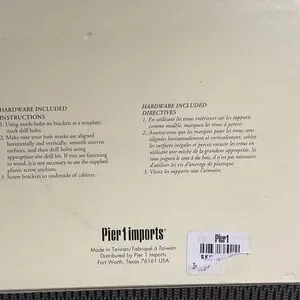 HARDWARE INCLUDED
INSTRUCTIONS
1. Using inside holes on brackets as a template,
mark drill holes.
2. Make sure your hole marks are aligned
horizontally and vertically, smooth uneven
surfaces, and then drill holes using
appropriate size drill bit. If you are fastening
to wood, it is not necessary to use the supplied
plastic screw anchors.
3. Screw brackets to underside of cabinet.
HARDWARE INCLUDED
DIRECTIVES
1. En utilisant les trous intérieurs sur les supports
comme modèle, marquez les trous à percer.
2. Assurez-vous que les marques pour les trous sont
alignées horizontalement et verticalement, sablez
les surfaces inégales et percez ensuite les trous en
utilisant une mèche de la grandeur appropriée. Si
vous joignez le tout à du bois, il n'est pas nécessaire
d'utiliser les vis d'ancrage de plastique.
3. Vissez les supports sous l'armoire.
Pier 1 imports
Made in Taiwan/Fabriqué à Taiwan
Distributed by Pier 1 Imports
Fort Worth, Texas 76161 USA
Pier1